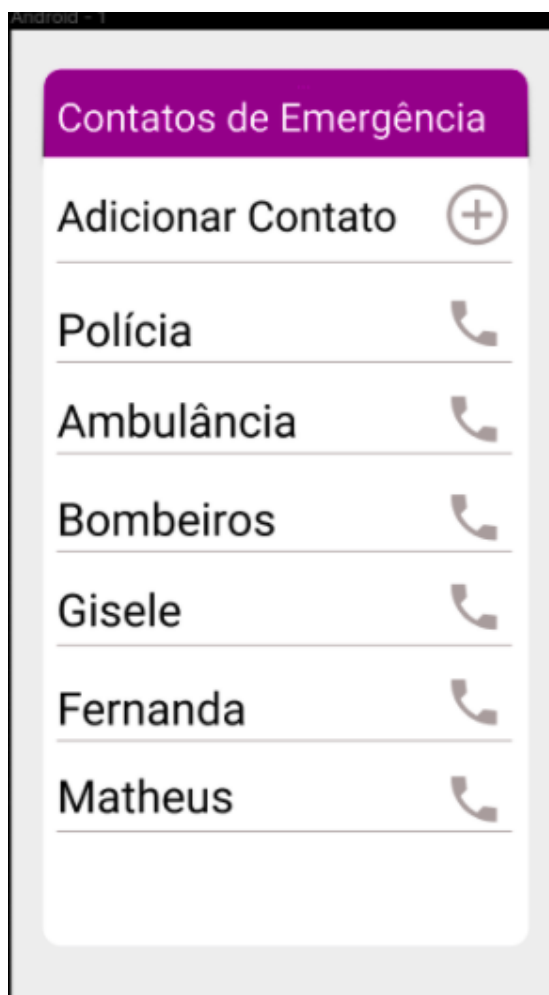 Android - 1
Contatos de Emergência
Adicionar Contato
Polícia
Ambulância
Bombeiros
Gisele
Fernanda
Matheus